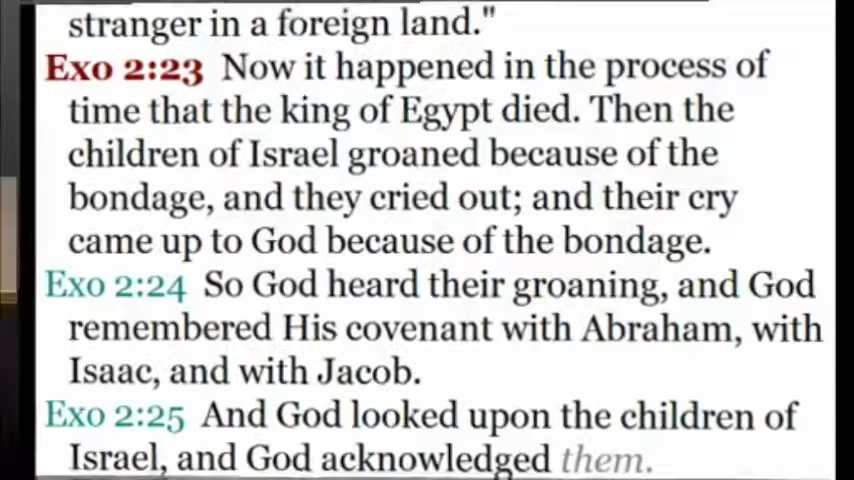 stranger in a foreign land."
Exo 2:23 Now it happened in the process of
time that the king of Egypt died. Then the
children of Israel groaned because of the
bondage, and they cried out; and their cry
came up to God because of the bondage.
Exo 2:24 So God heard their groaning, and God
remembered His covenant with Abraham, with
Isaac, and with Jacob.
Exo 2:25 And God looked upon the children of
Israel, and God acknowledged them.